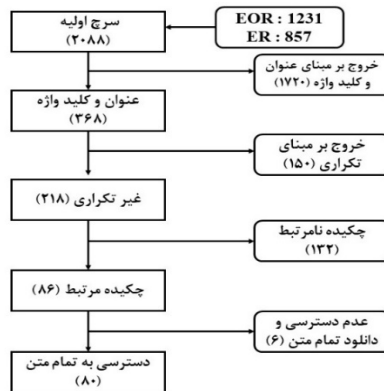 سرچ اولیه
(۲۰۸۸)
EOR : 1231
ER : 857
خروج بر مبنای عنوان
و کلید واژه (۱۷۲۰)
عنوان و کلید واژه
(۳۶۸)
خروج بر مبنای
تکراری (۱۵۰)
غیر تکراری (۲۱۸)
چکیده نامرتبط
(۱۳۲)
چکیده مرتبط (۸۶)
عدم دسترسی و
دانلود تمام متن (۶)
دسترسی به تمام متن
(۸۰)